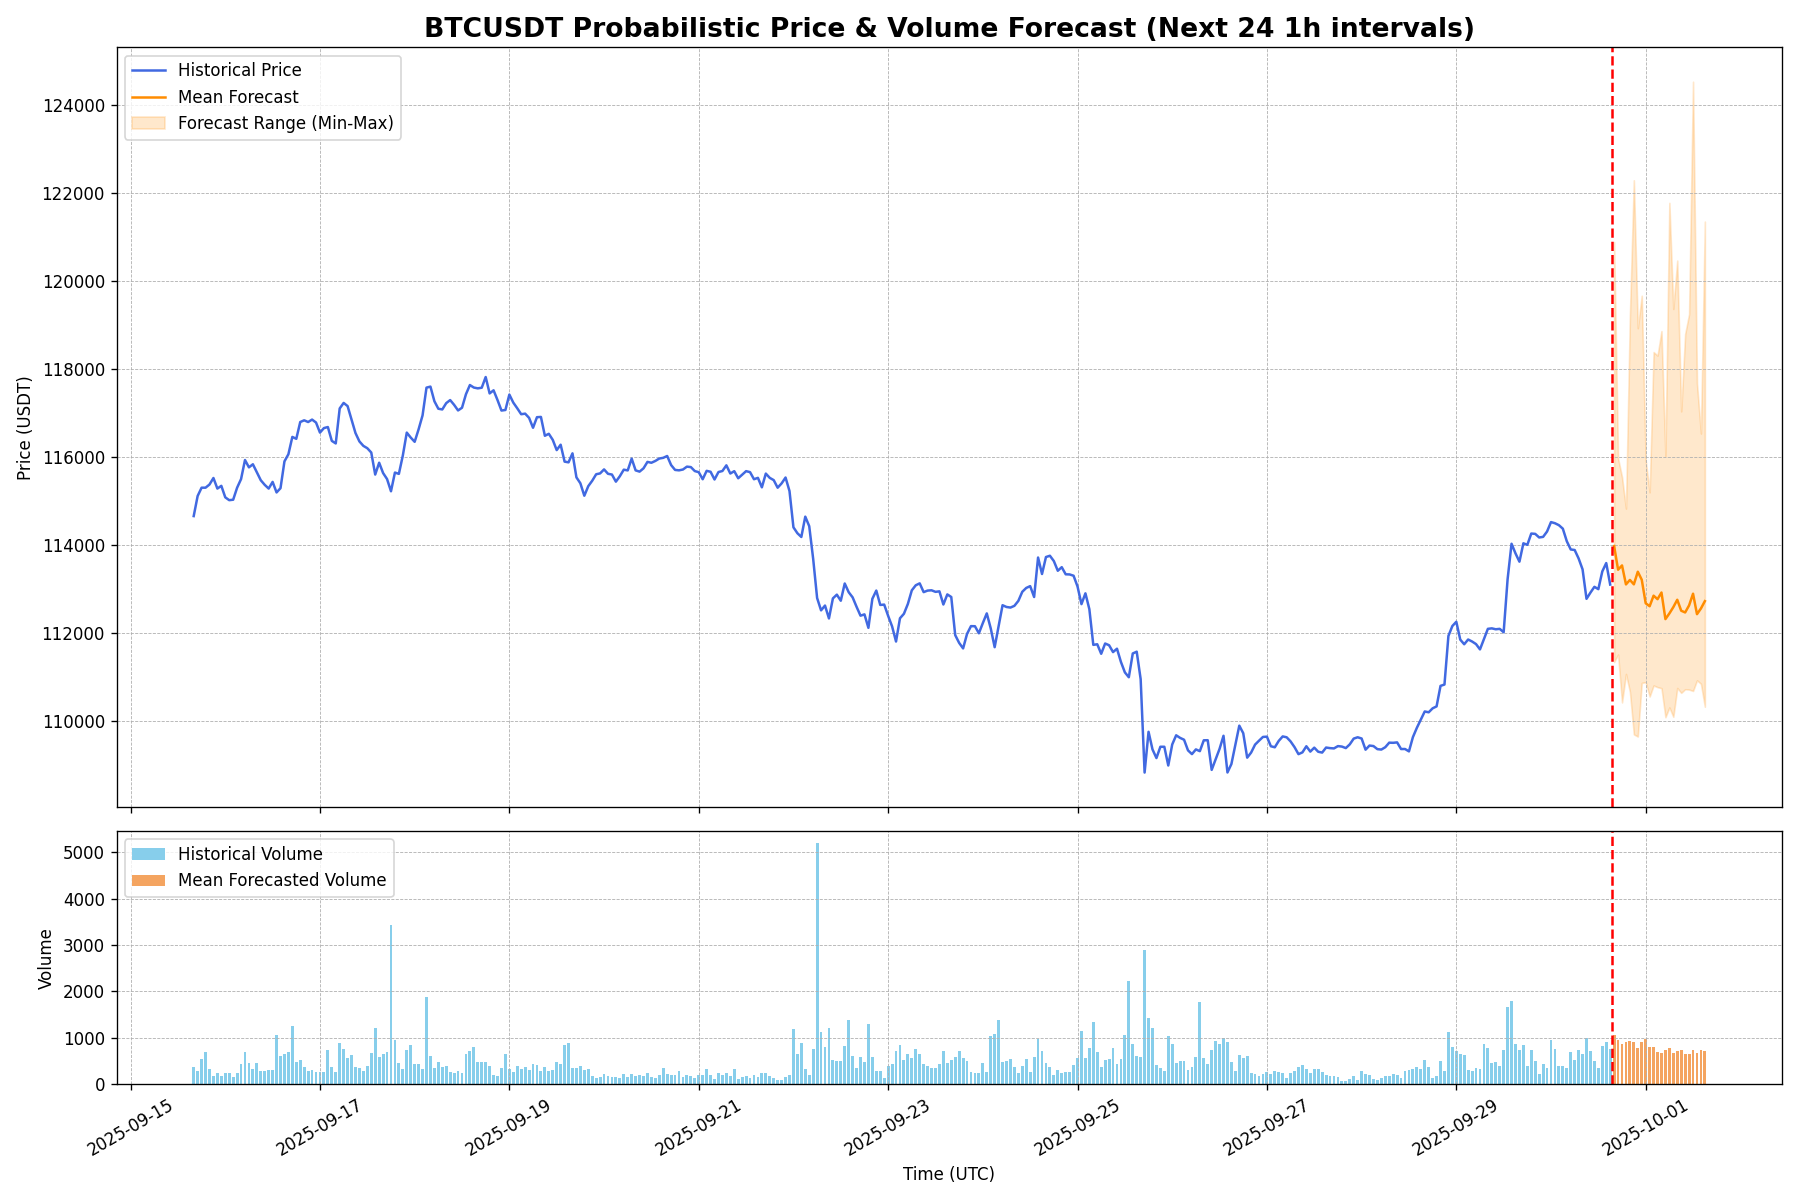 BTCUSDT Probabilistic Price & Volume Forecast (Next 24 1h intervals)
Historical Price
Mean Forecast
Forecast Range (Min-Max)
124000
122000
120000
118000
116000
114000
112000
110000
Price (USDT)
Historical Volume
Mean Forecasted Volume
5000
4000
3000
2000
1000
0
Volume
2025-09-15
2025-09-17
2025-09-19
2025-09-21
2025-09-23
2025-09-25
2025-09-27
2025-09-29
2025-10-01
Time (UTC)